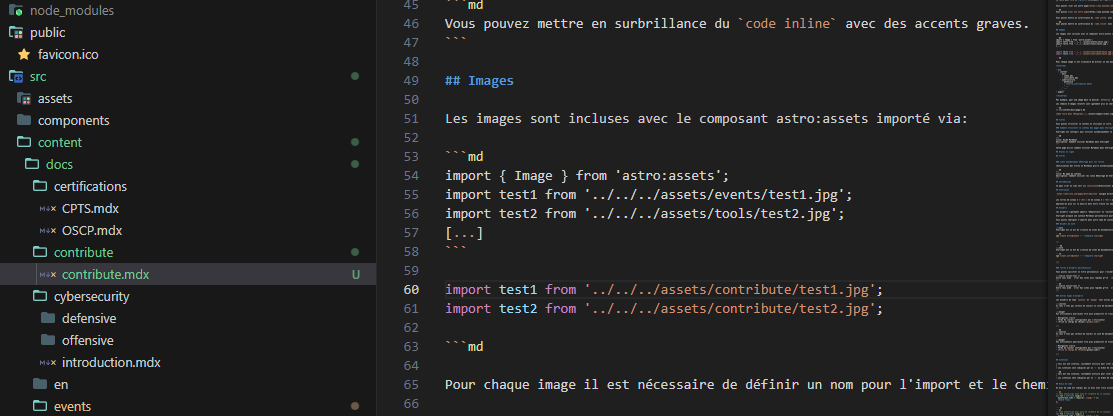 node_modules
public
favicon.ico
src
assets
components
content
docs
certifications
CPTS.mdx
OSCP.mdx
contribute
contribute.mdx U
cybersecurity
defensive
offensive
introduction.mdx
en
events
45 ```md
46 Vous pouvez mettre en surbrillance du `code inline` avec des accents graves.
47 ```
48
49 ## Images
50
51 Les images sont incluses avec le composant astro:assets importé via:
52
53 ```md
54 import { Image } from 'astro:assets';
55 import test1 from '../../../assets/events/test1.jpg';
56 import test2 from '../../../assets/tools/test2.jpg';
57 [...]
58 ```
59
60 import test1 from '../../../assets/contribute/test1.jpg';
61 import test2 from '../../../assets/contribute/test2.jpg';
62
63 ```md
64
65 Pour chaque image il est nécessaire de définir un nom pour l'import et le chem
66